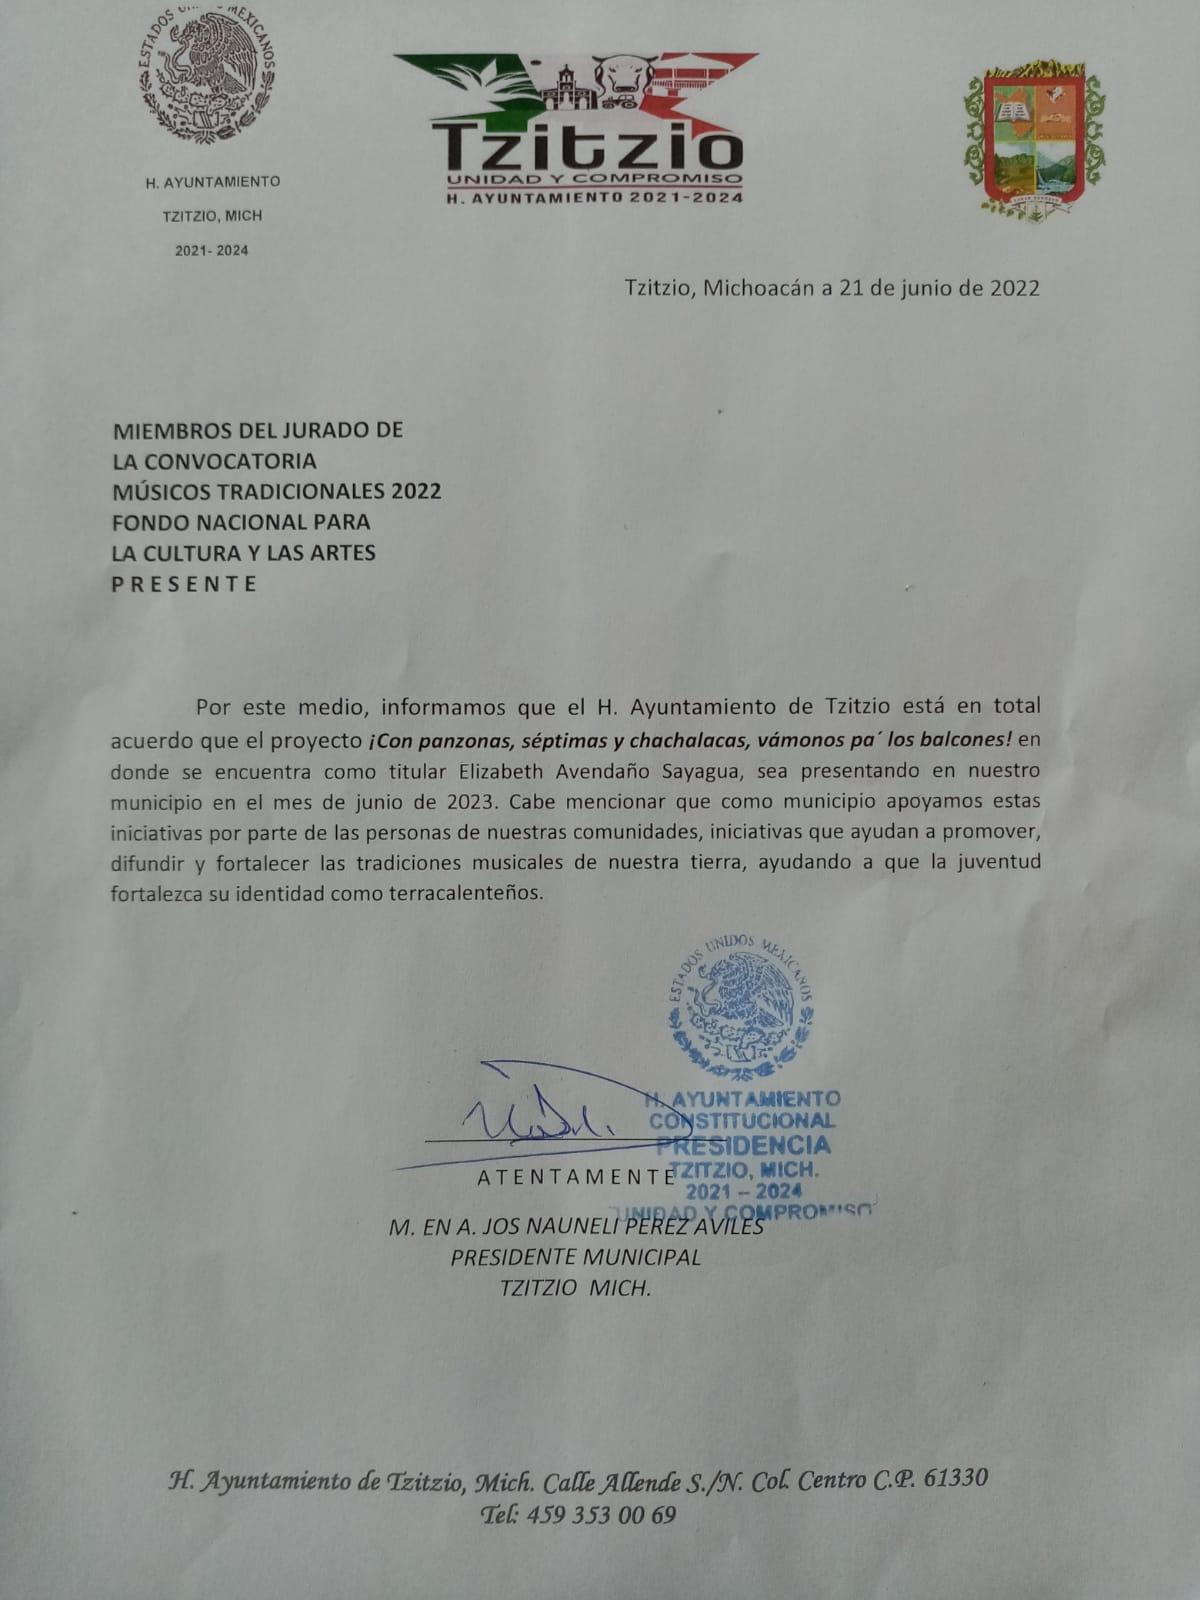 ESTADOS UNIDOS MEXICANOS
H. AYUNTAMIENTO
TZITZIO, MICH
2021- 2024
Tzitzio
UNIDAD Y COMPROMISO
H. AYUNTAMIENTO 2021-2024
Tzitzio, Michoacán a 21 de junio de 2022
MIEMBROS DEL JURADO DE
LA CONVOCATORIA
MÚSICOS TRADICIONALES 2022
FONDO NACIONAL PARA
LA CULTURA Y LAS ARTES
P R E S E N T E
Por este medio, informamos que el H. Ayuntamiento de Tzitzio está en total
acuerdo que el proyecto ¡Con panzonas, séptimas y chachalacas, vámonos pa´ los balcones! en
donde se encuentra como titular Elizabeth Avendaño Sayagua, sea presentando en nuestro
municipio en el mes de junio de 2023. Cabe mencionar que como municipio apoyamos estas
iniciativas por parte de las personas de nuestras comunidades, iniciativas que ayudan a promover,
difundir y fortalecer las tradiciones musicales de nuestra tierra, ayudando a que la juventud
fortalezca su identidad como terracalenteños.
ESTADOS UNIDOS MEXICANOS
H. AYUNTAMIENTO
CONSTITUCIONAL
PRESIDENCIA
TZITZIO, MICH.
2021 – 2024
"UNIDAD Y COMPROMISO"
A T E N T A M E N T E
M. EN A. JOS NAUNELI PEREZ AVILES
PRESIDENTE MUNICIPAL
TZITZIO MICH.
H. Ayuntamiento de Tzitzio, Mich. Calle Allende S./N. Col. Centro C.P. 61330
Tel: 459 353 00 69